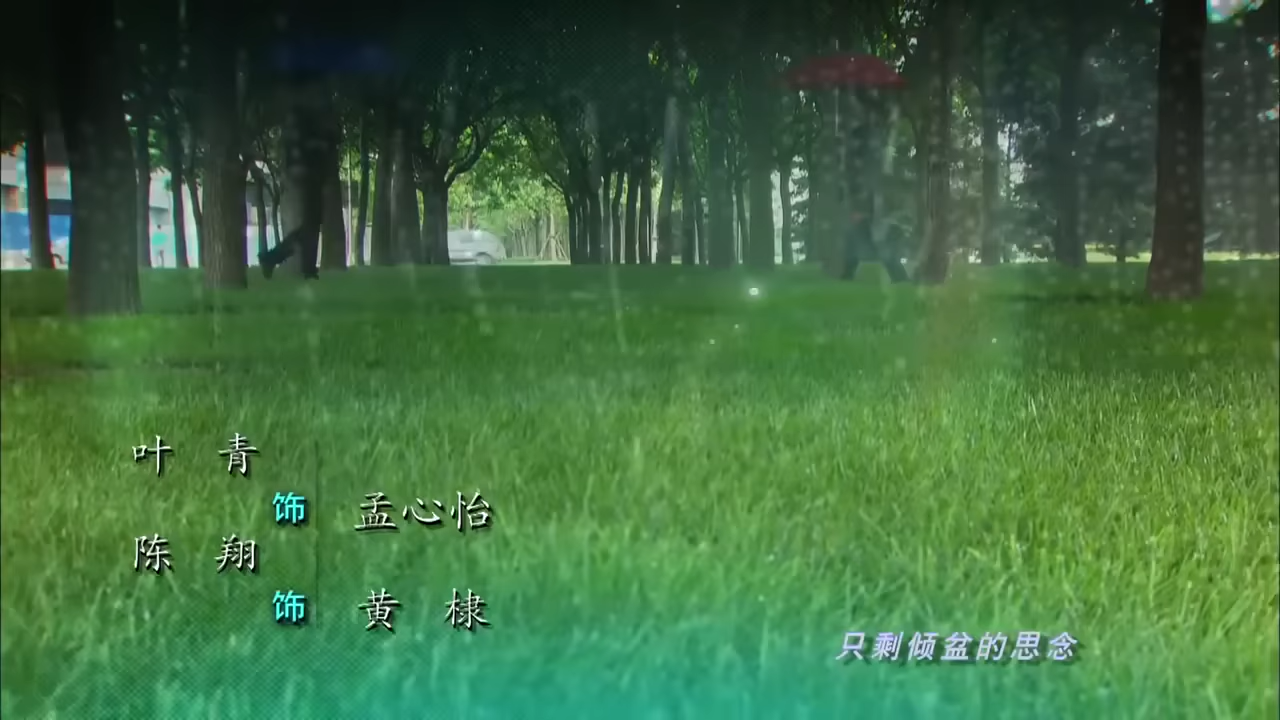 叶 青
饰 孟心怡
陈 翔
饰 黄 棣
只剩倾盆的思念